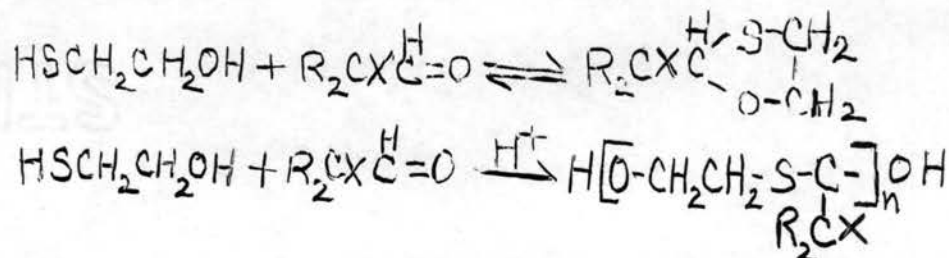 HSCH₂CH₂OH + R₂CXC(H)=O ⇌ R₂CXC(H)(S-CH₂)(O-CH₂)
HSCH₂CH₂OH + R₂CXC(H)=O —H⁺→ H[O-CH₂CH₂-S-C(R₂CX)-]ₙOH